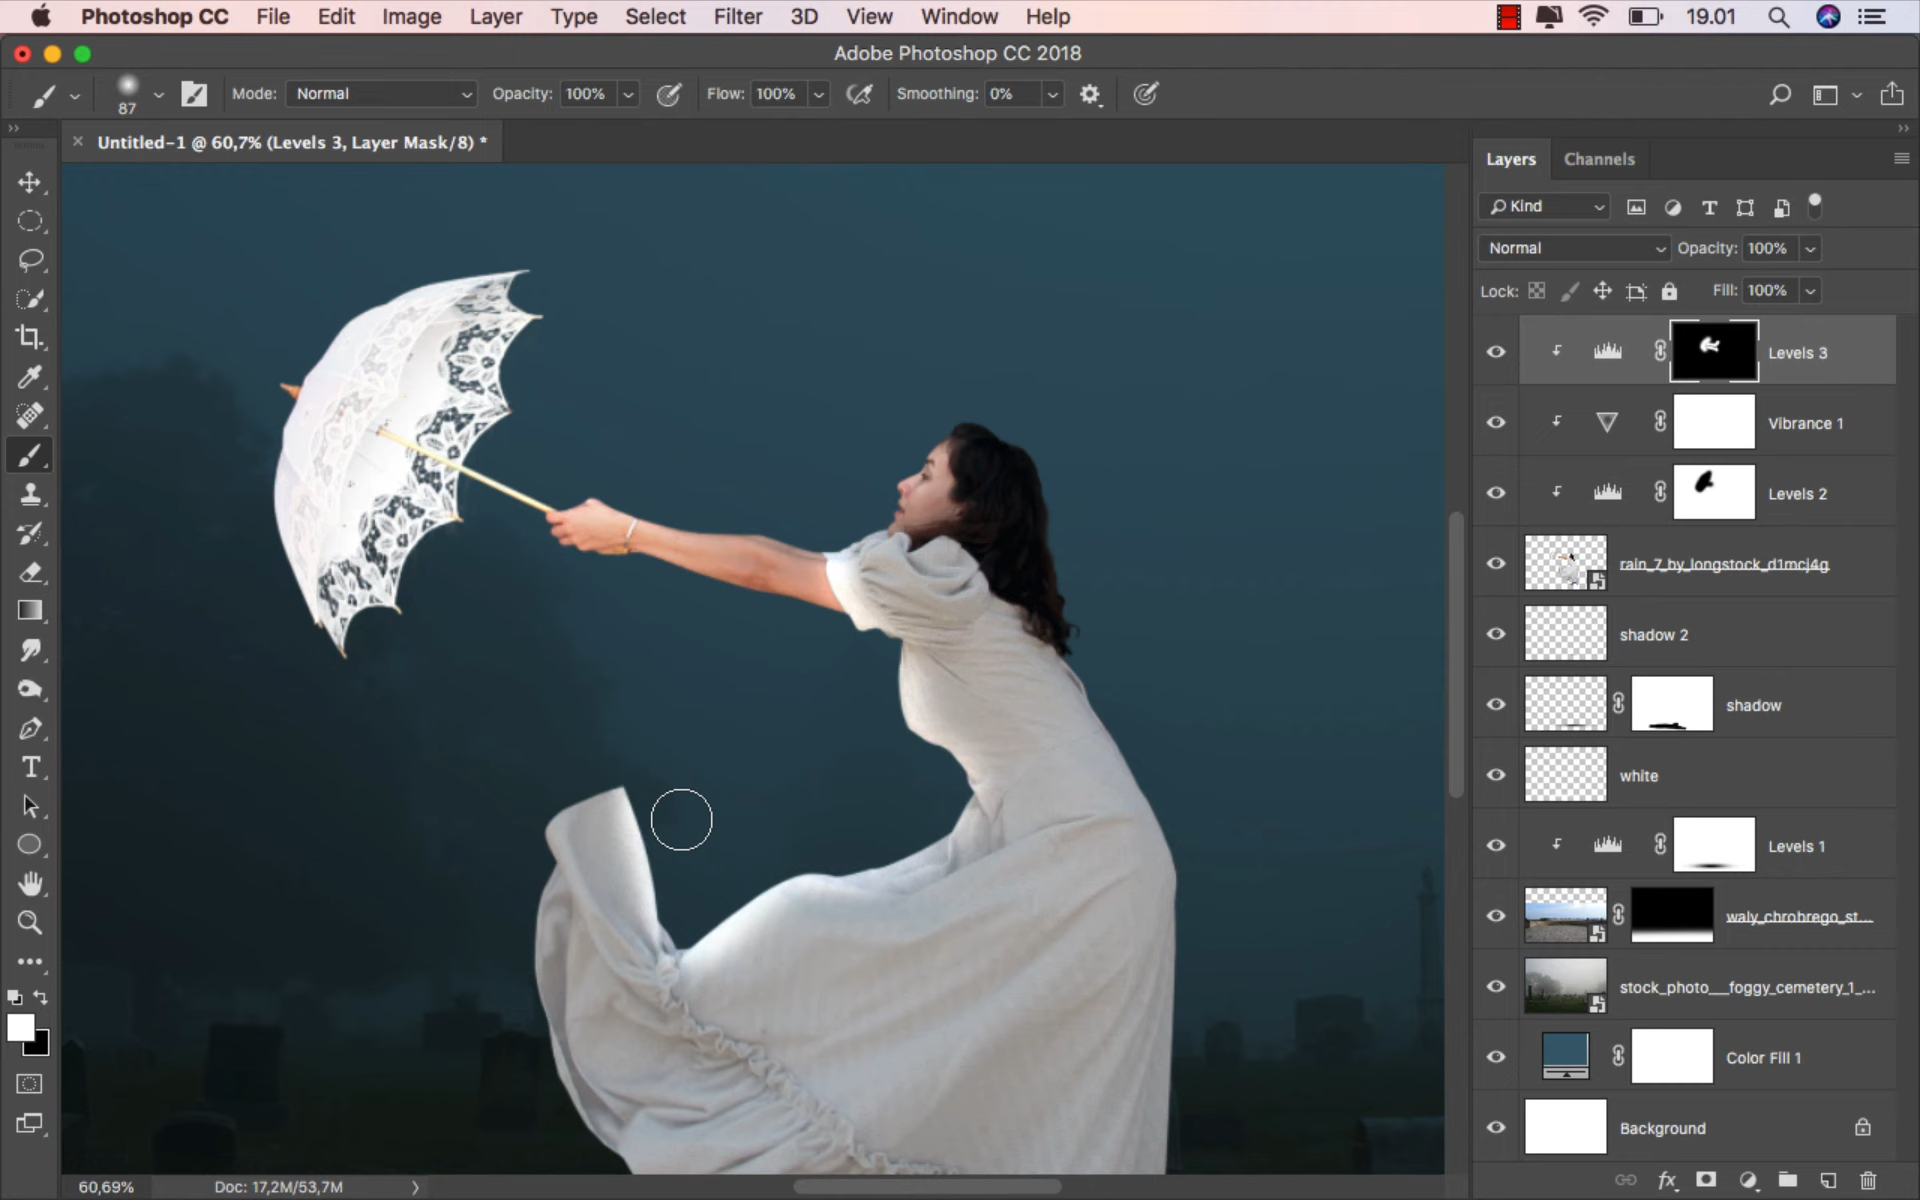 Photoshop CC File Edit Image Layer Type Select Filter 3D View Window Help 19.01
Adobe Photoshop CC 2018
87 Mode: Normal Opacity: 100% Flow: 100% Smoothing: 0%
× Untitled-1 @ 60,7% (Levels 3, Layer Mask/8) *
Layers Channels
Kind
Normal Opacity: 100%
Lock: Fill: 100%
Levels 3
Vibrance 1
Levels 2
rain_7_by_longstock_d1mcj4g
shadow 2
shadow
white
Levels 1
waly_chrohrego_st...
stock_photo__foggy_cemetery_1_...
Color Fill 1
Background
60,69% Doc: 17,2M/53,7M